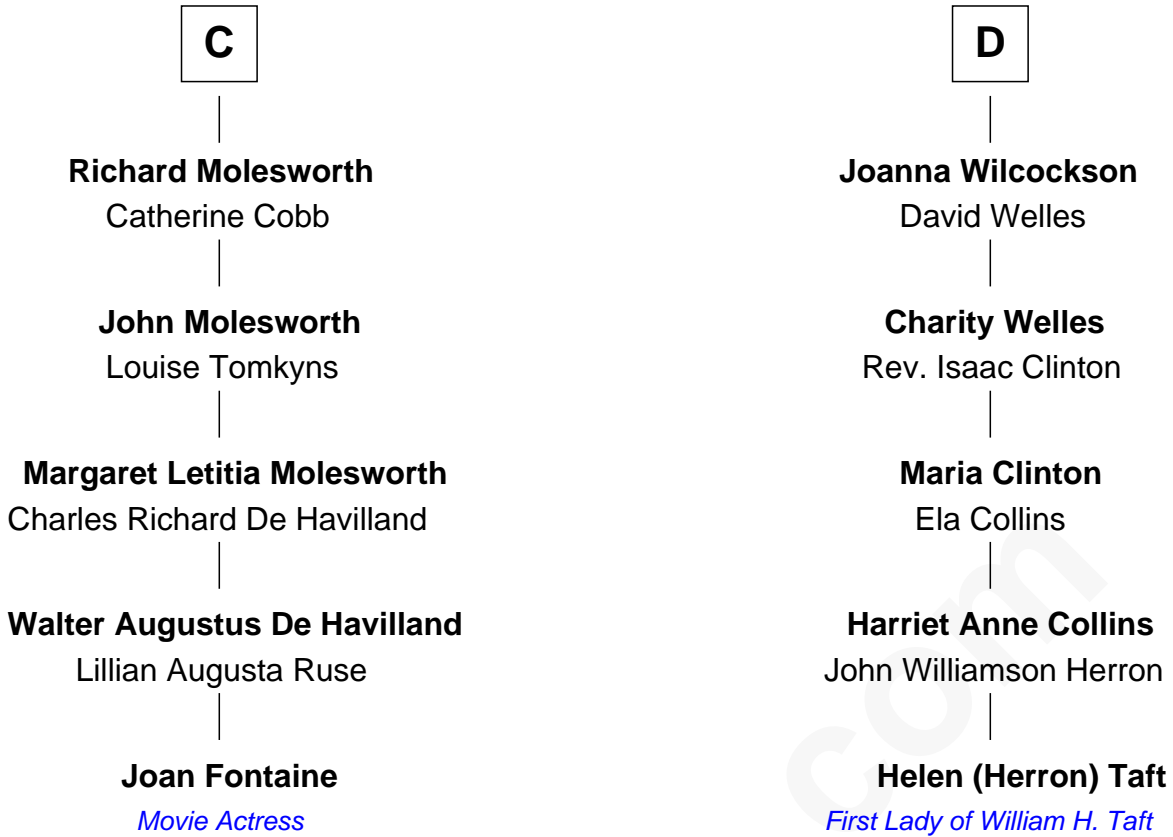 C
Richard Molesworth
Catherine Cobb
John Molesworth
Louise Tomkyns
Margaret Letitia Molesworth
Charles Richard De Havilland
Walter Augustus De Havilland
Lillian Augusta Ruse
Joan Fontaine
Movie Actress
D
Joanna Wilcockson
David Welles
Charity Welles
Rev. Isaac Clinton
Maria Clinton
Ela Collins
Harriet Anne Collins
John Williamson Herron
Helen (Herron) Taft
First Lady of William H. Taft
com